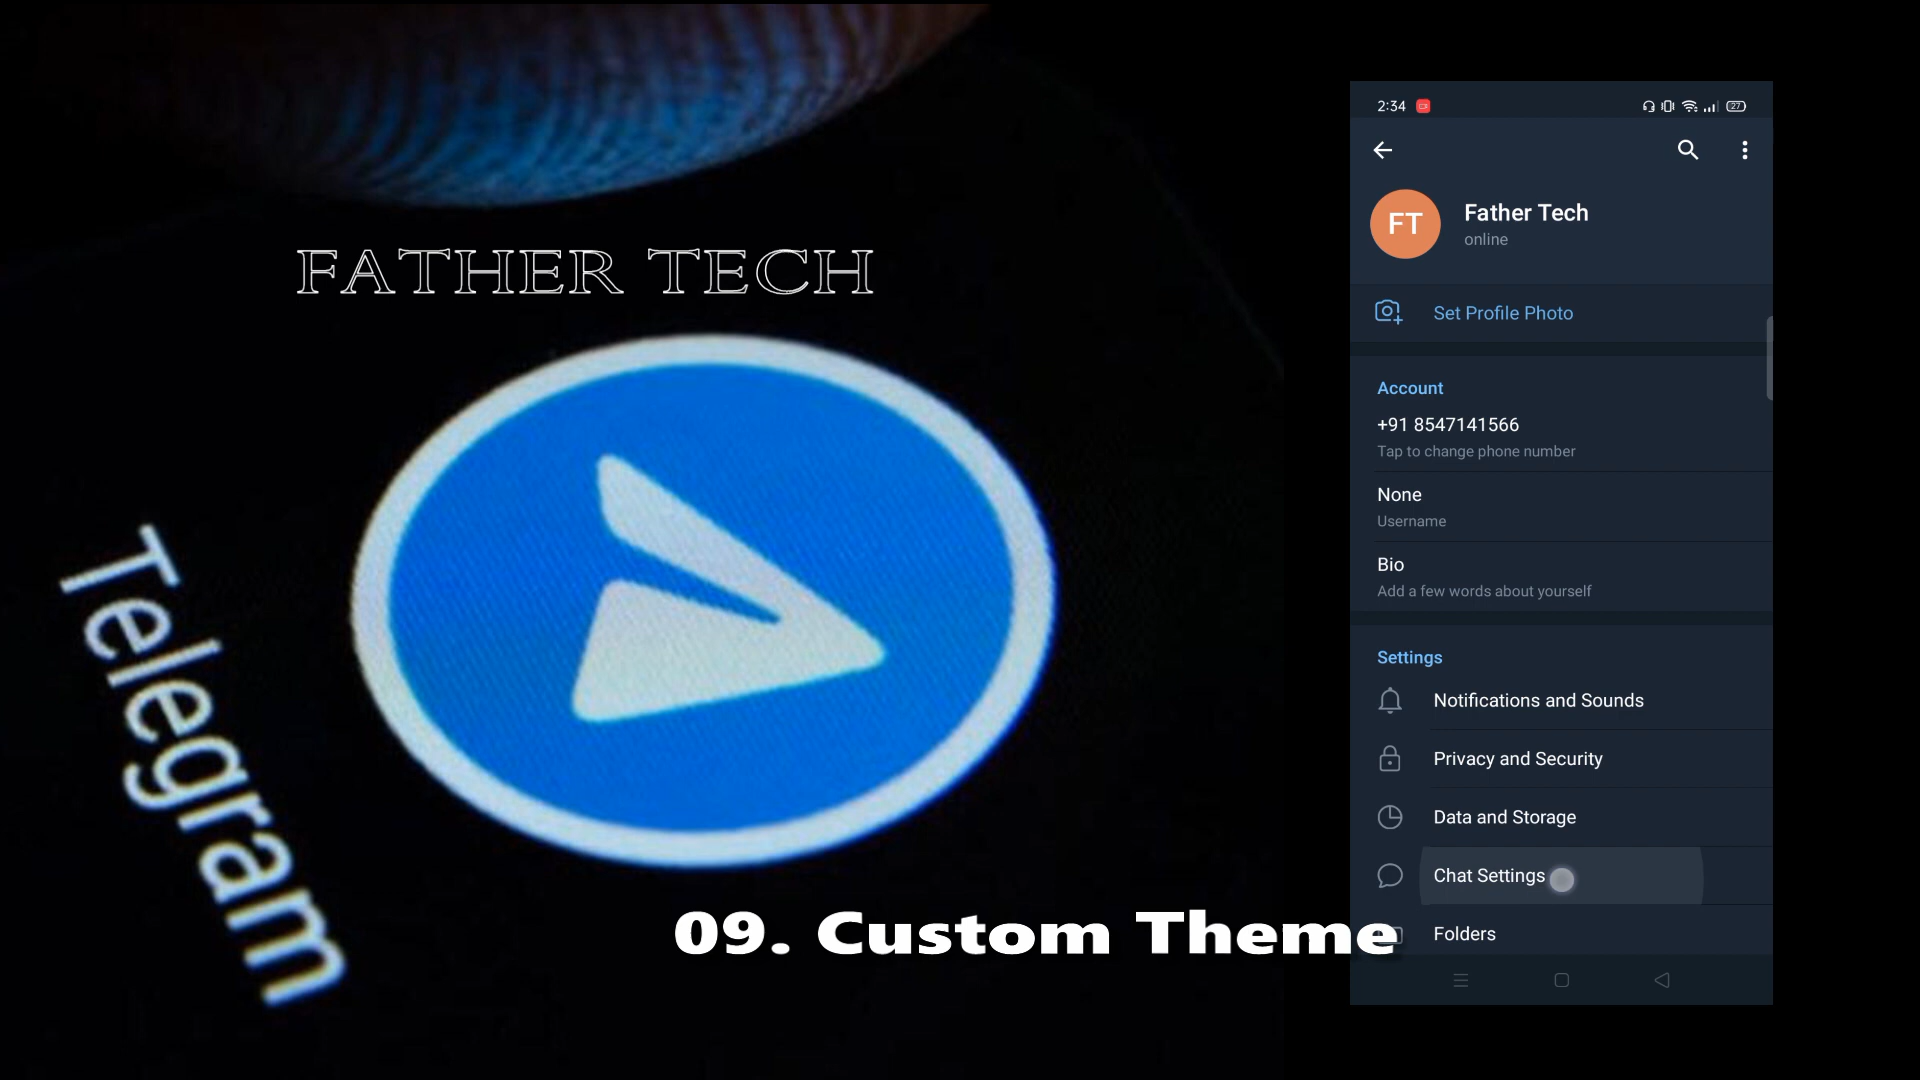 FATHER TECH
Telegram
09. Custom Theme
2:34
27
FT
Father Tech
online
Set Profile Photo
Account
+91 8547141566
Tap to change phone number
None
Username
Bio
Add a few words about yourself
Settings
Notifications and Sounds
Privacy and Security
Data and Storage
Chat Settings
Folders